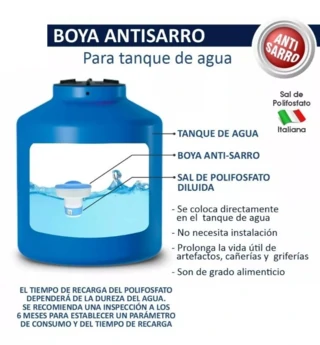 BOYA ANTISARRO
Para tanque de agua
ANTI
SARRO
Sal de
Polifosfato
Italiana
TANQUE DE AGUA
BOYA ANTI-SARRO
SAL DE POLIFOSFATO
DILUIDA
- Se coloca directamente
en el tanque de agua
- No necesita instalación
- Prolonga la vida útil de
artefactos, cañerias y griferías
- Son de grado alimenticio
EL TIEMPO DE RECARGA DEL POLIFOSFATO
DEPENDERÁ DE LA DUREZA DEL AGUA.
SE RECOMIENDA UNA INSPECCIÓN A LOS
6 MESES PARA ESTABLECER UN PARÁMETRO
DE CONSUMO Y DEL TIEMPO DE RECARGA